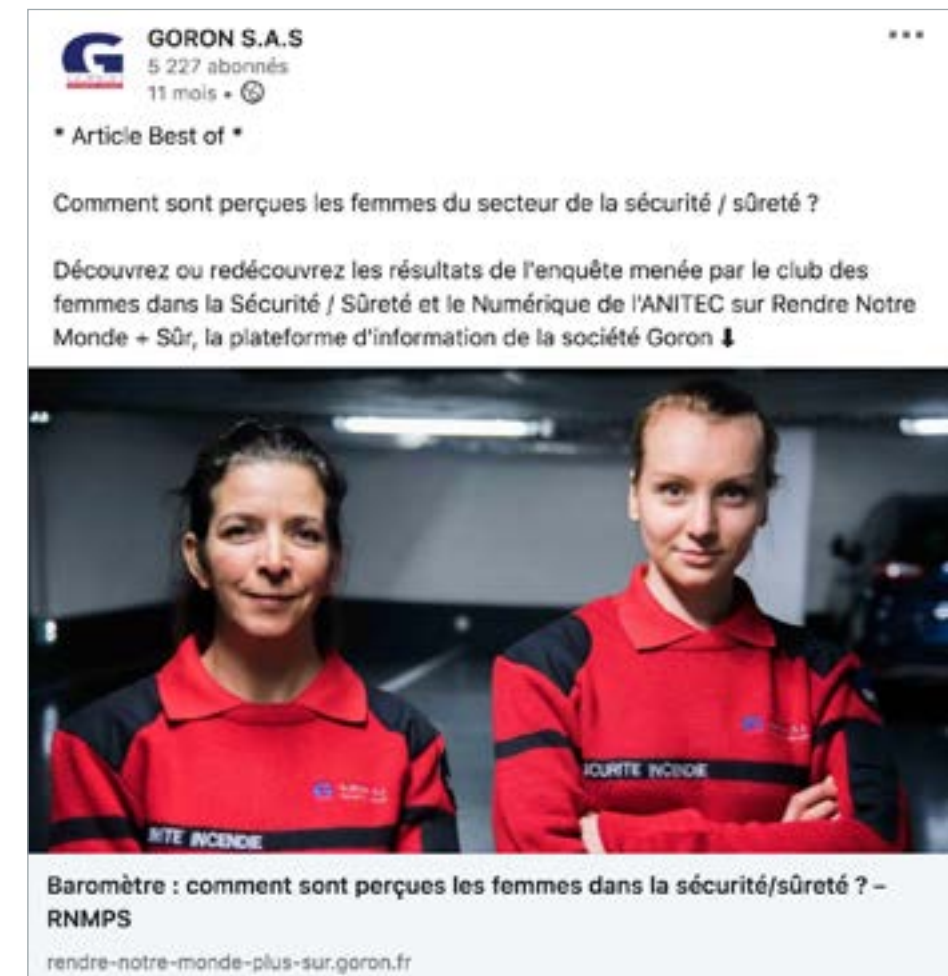 GORON S.A.S
5 227 abonnés
11 mois •
* Article Best of *
Comment sont perçues les femmes du secteur de la sécurité / sûreté ?
Découvrez ou redécouvrez les résultats de l'enquête menée par le club des
femmes dans la Sécurité / Sûreté et le Numérique de l'ANITEC sur Rendre Notre
Monde + Sûr, la plateforme d'information de la société Goron ⬇
CURITE INCENDIE
RITE INCENDIE
Baromètre : comment sont perçues les femmes dans la sécurité/sûreté ? –
RNMPS
rendre-notre-monde-plus-sur.goron.fr